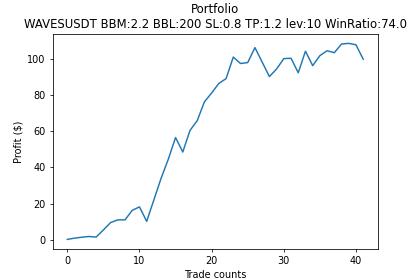 Portfolio
WAVESUSDT BBM:2.2 BBL:200 SL:0.8 TP:1.2 lev:10 WinRatio:74.0
100
80
60
40
20
0
Profit ($)
0 10 20 30 40
Trade counts